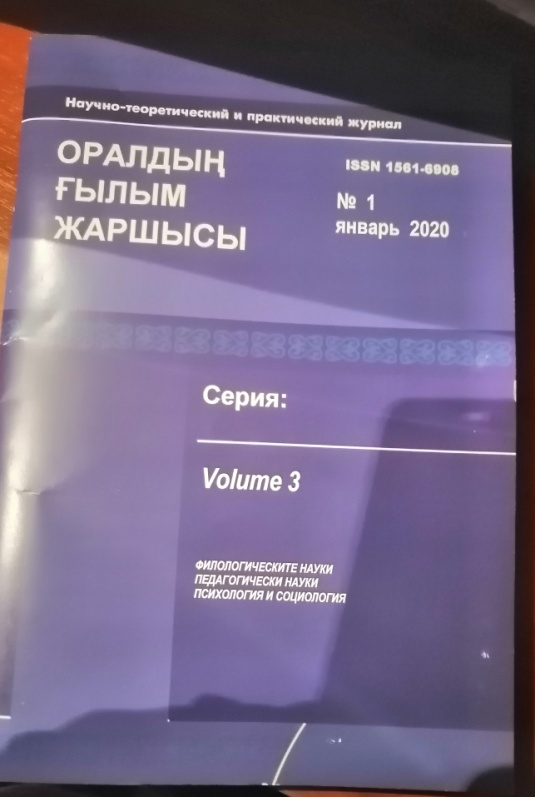 Научно-теоретический и практический журнал
ОРАЛДЫҢ
ҒЫЛЫМ
ЖАРШЫСЫ
ISSN 1561-6908
№ 1
январь 2020
Серия:
Volume 3
ФИЛОЛОГИЧЕСКИТЕ НАУКИ
ПЕДАГОГИЧЕСКИ НАУКИ
ПСИХОЛОГИЯ И СОЦИОЛОГИЯ